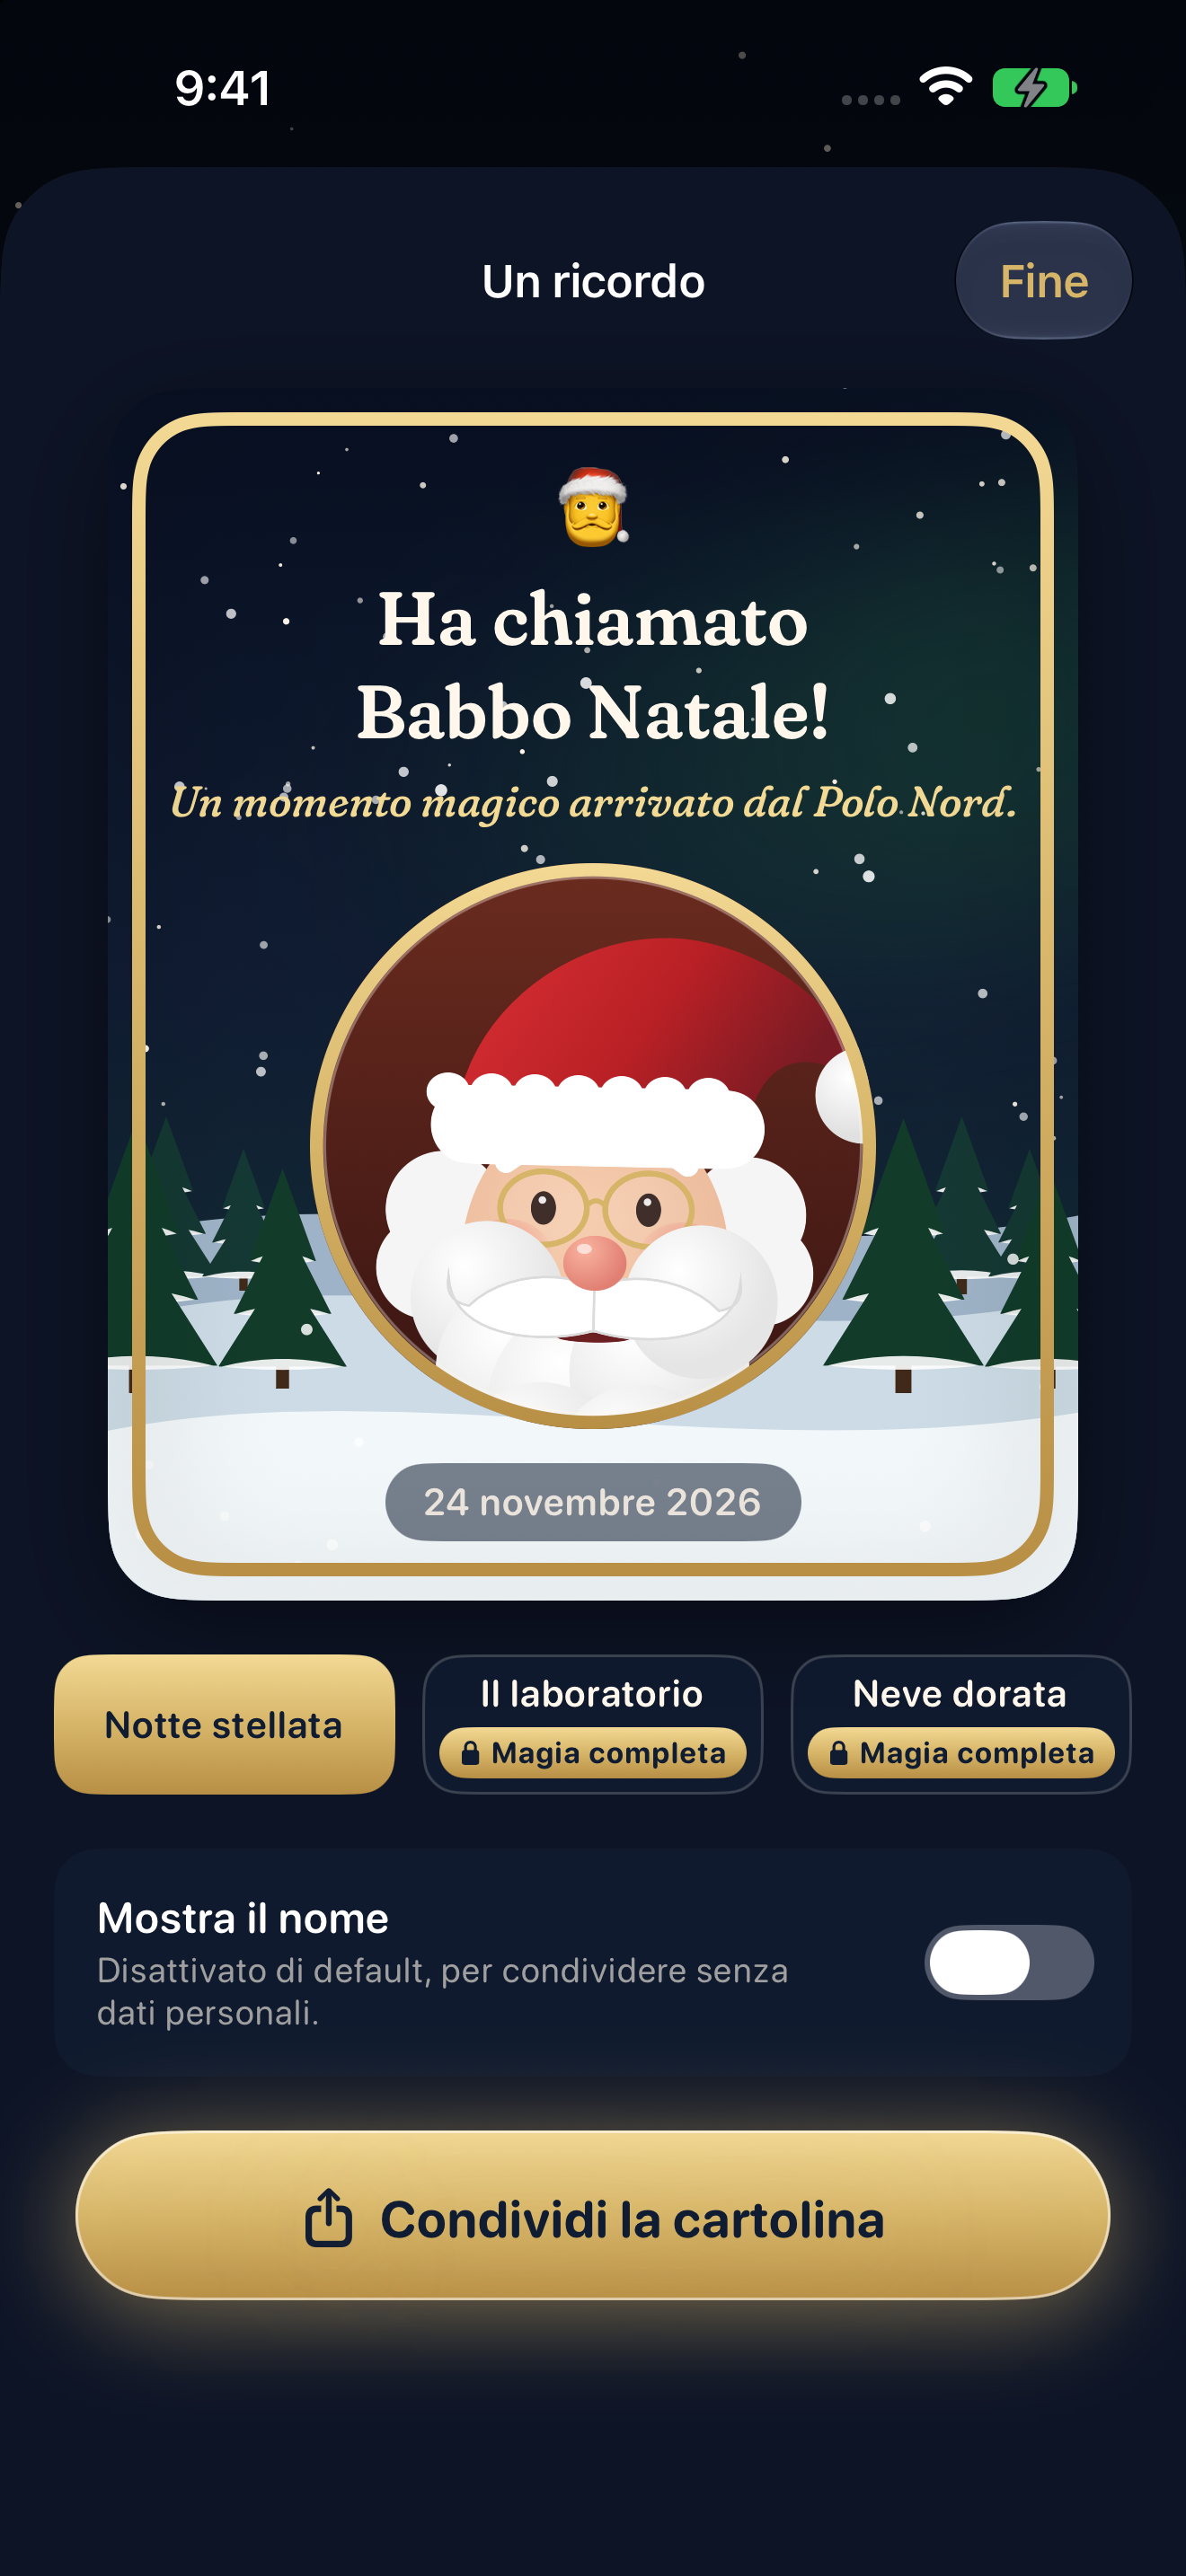 9:41
Un ricordo
Fine
Ha chiamato
Babbo Natale!
Un momento magico arrivato dal Polo Nord.
24 novembre 2026
Notte stellata
Il laboratorio
Magia completa
Neve dorata
Magia completa
Mostra il nome
Disattivato di default, per condividere senza
dati personali.
Condividi la cartolina